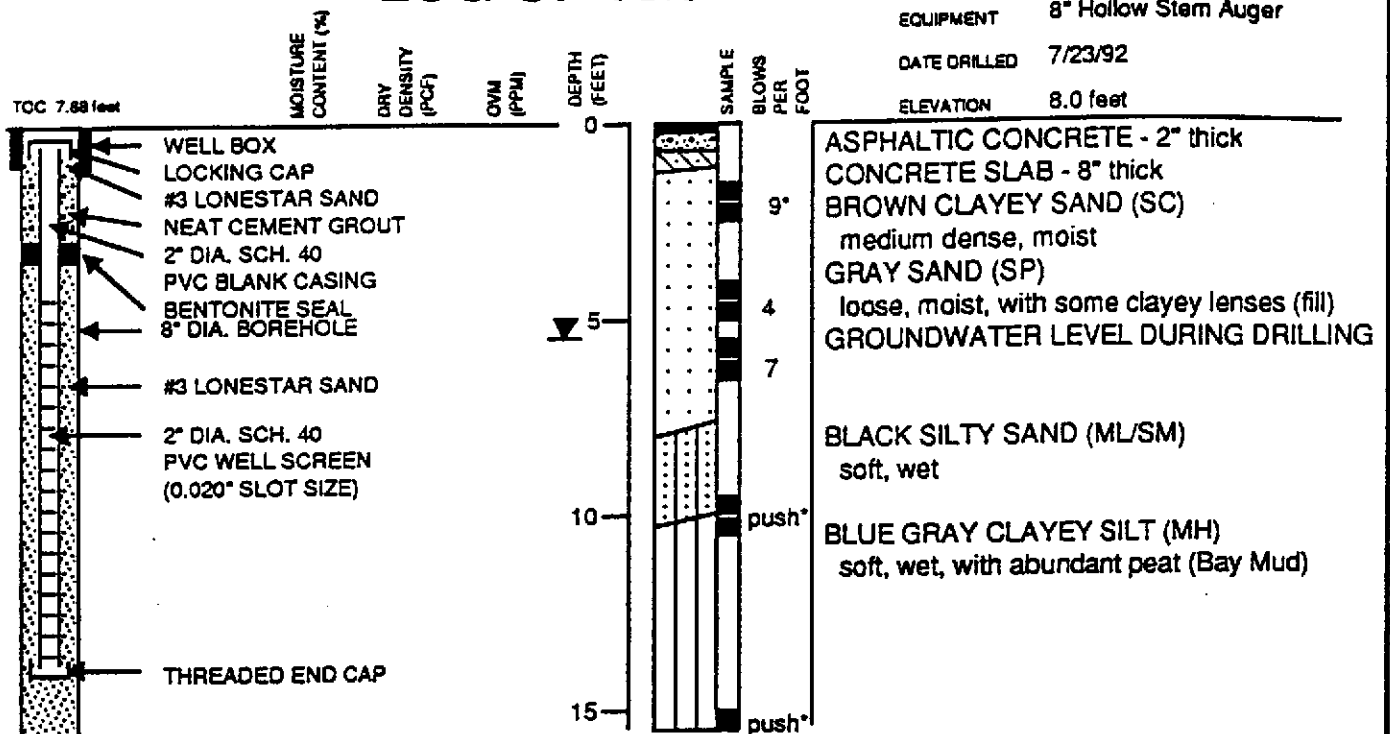 EQUIPMENT 8" Hollow Stem Auger
DATE DRILLED 7/23/92
ELEVATION 8.0 feet
TOC 7.68 feet
MOISTURE CONTENT (%)
DRY DENSITY (PCF)
OVM (PPM)
DEPTH (FEET)
SAMPLE
BLOWS PER FOOT
WELL BOX
LOCKING CAP
#3 LONESTAR SAND
NEAT CEMENT GROUT
2" DIA. SCH. 40
PVC BLANK CASING
BENTONITE SEAL
8" DIA. BOREHOLE
#3 LONESTAR SAND
2" DIA. SCH. 40
PVC WELL SCREEN
(0.020" SLOT SIZE)
THREADED END CAP
0
5
10
15
9*
4
7
push*
push*
ASPHALTIC CONCRETE - 2" thick
CONCRETE SLAB - 8" thick
BROWN CLAYEY SAND (SC)
medium dense, moist
GRAY SAND (SP)
loose, moist, with some clayey lenses (fill)
GROUNDWATER LEVEL DURING DRILLING
BLACK SILTY SAND (ML/SM)
soft, wet
BLUE GRAY CLAYEY SILT (MH)
soft, wet, with abundant peat (Bay Mud)